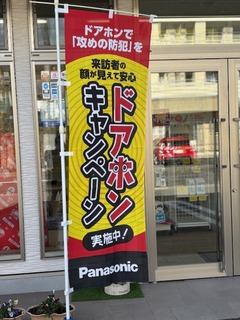 ドアホンで
「攻めの防犯」を
来訪者の
顔が見えて安心
ドアホン
キャンペーン
実施中!
Panasonic